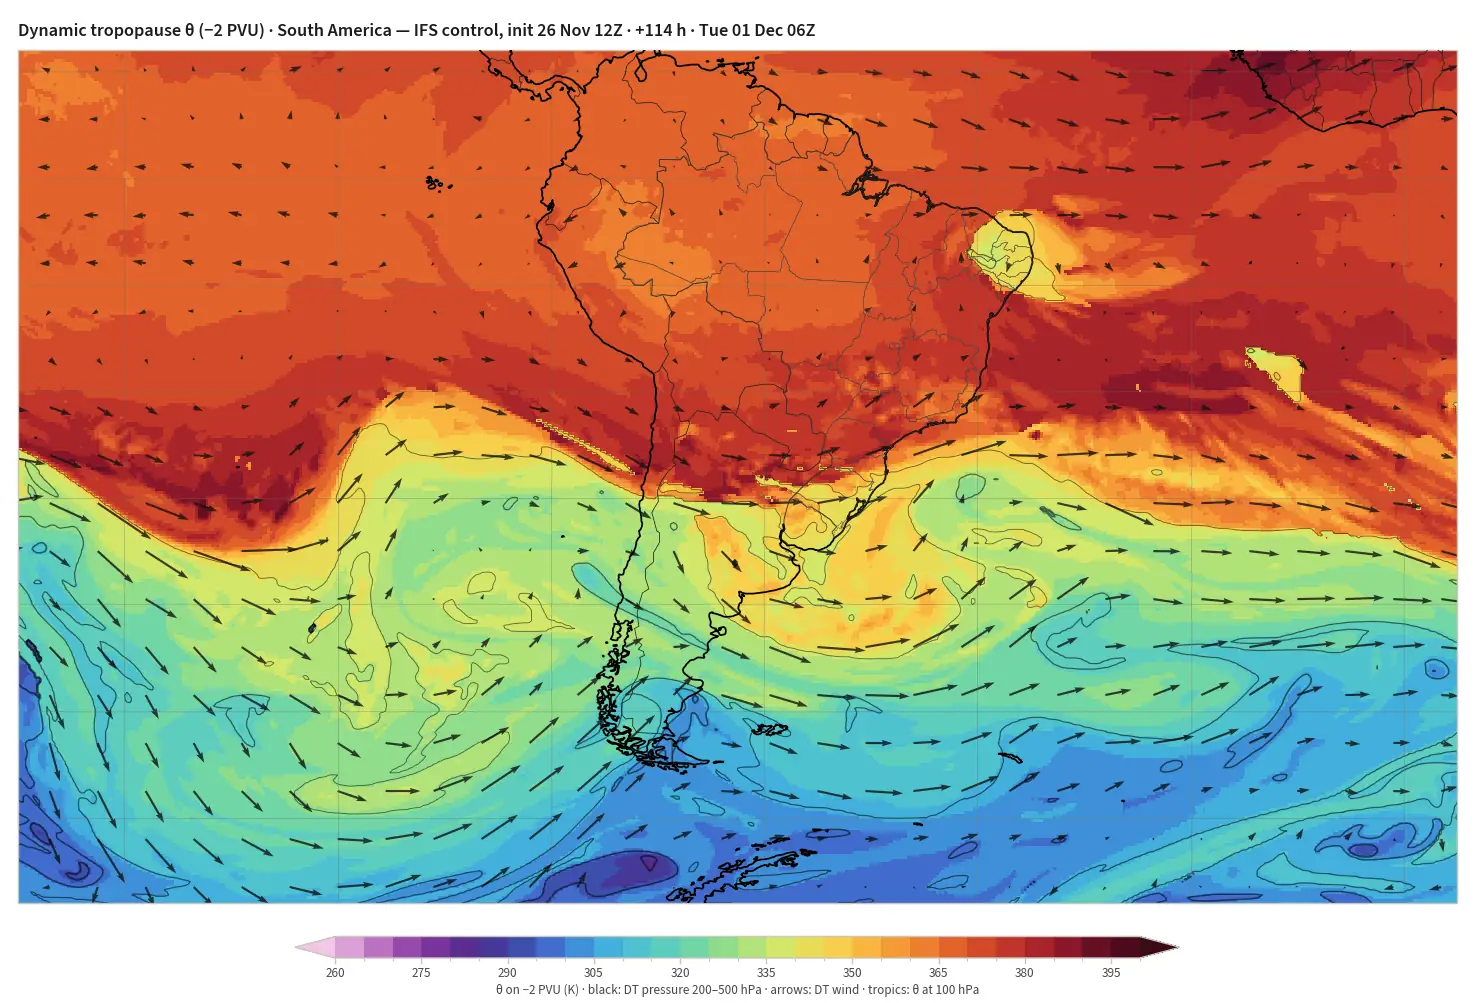 Dynamic tropopause θ (−2 PVU) · South America — IFS control, init 26 Nov 12Z · +114 h · Tue 01 Dec 06Z
260 275 290 305 320 335 350 365 380 395
θ on −2 PVU (K) · black: DT pressure 200–500 hPa · arrows: DT wind · tropics: θ at 100 hPa